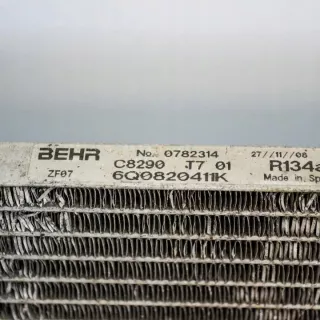 BEHR No. 0782314 27//11//06
C8290 J7 01 R134a
ZF07 6Q0820411K Made in Sp